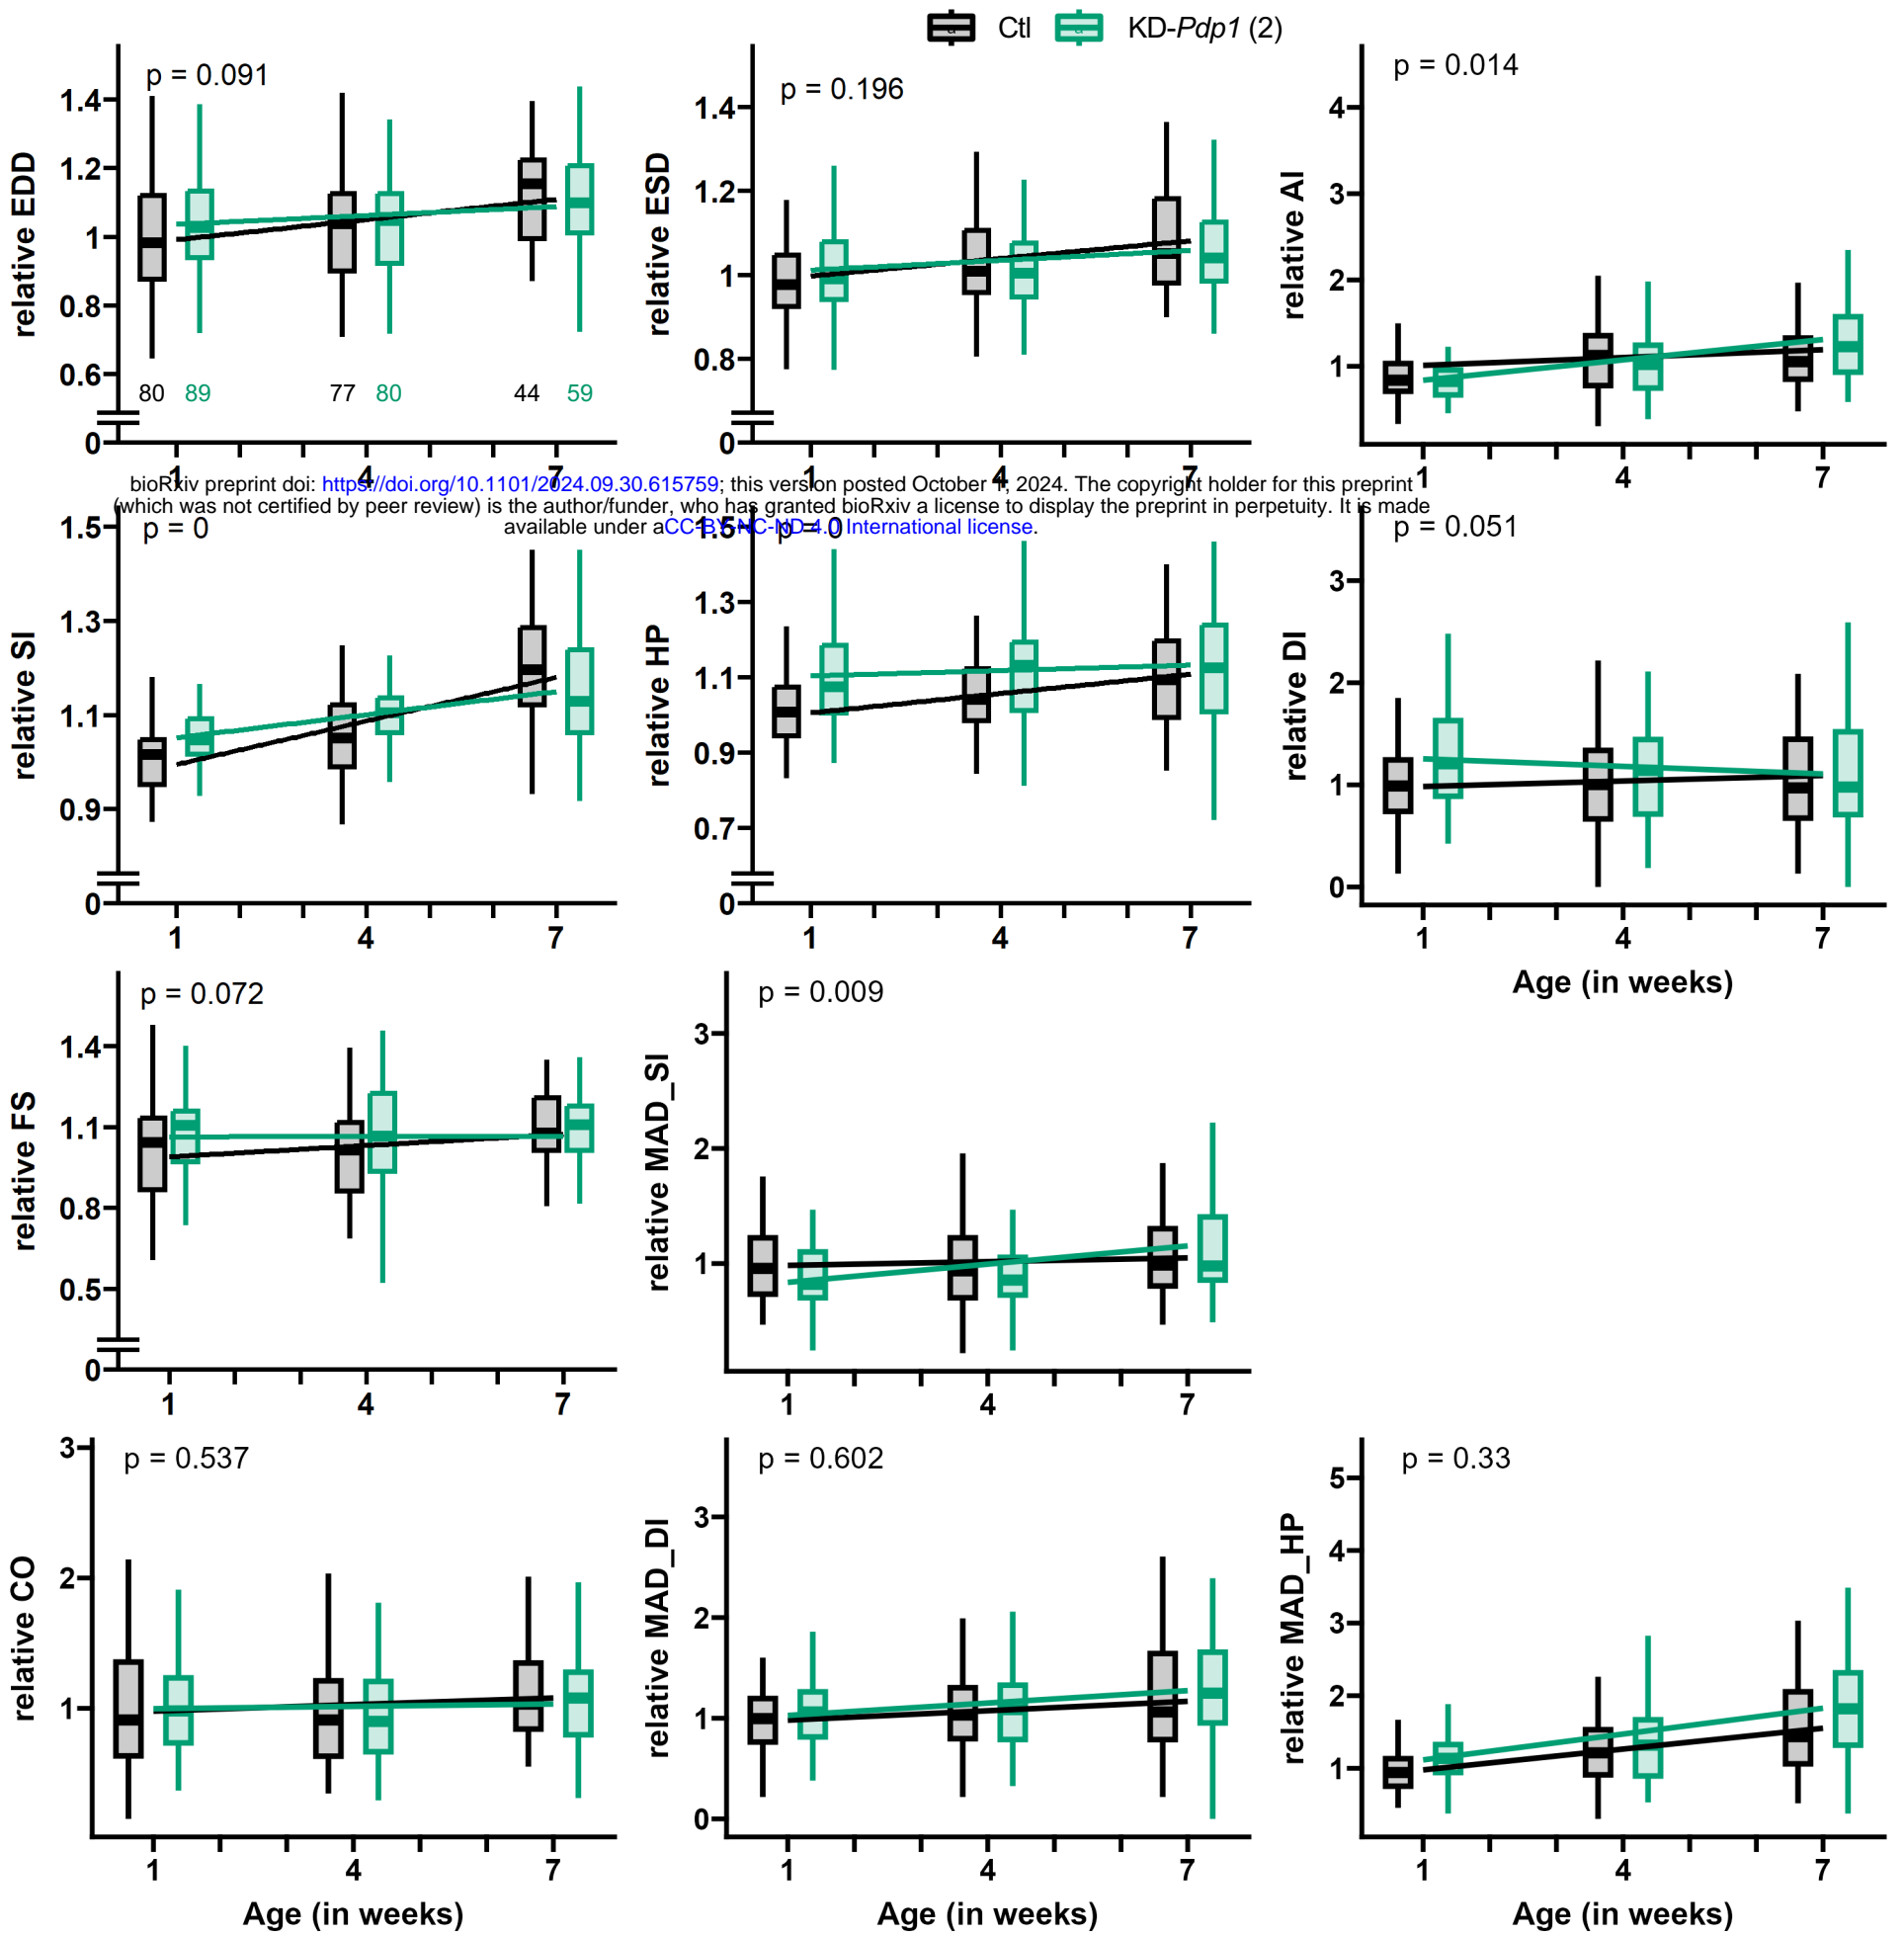 Ctl KD-Pdp1 (2)
p = 0.091
relative EDD
1.4
1.2
1
0.8
0.6
0
80 89 77 80 44 59
1 4 7
p = 0.196
relative ESD
1.4
1.2
1
0.8
0
1 4 7
p = 0.014
relative AI
4
3
2
1
1 4 7
bioRxiv preprint doi: https://doi.org/10.1101/2024.09.30.615759; this version posted October 1, 2024. The copyright holder for this preprint
(which was not certified by peer review) is the author/funder, who has granted bioRxiv a license to display the preprint in perpetuity. It is made
available under aCC-BY-NC-ND 4.0 International license.
p = 0
relative SI
1.5
1.3
1.1
0.9
0
1 4 7
p = 0
relative HP
1.5
1.3
1.1
0.9
0.7
0
1 4 7
p = 0.051
relative DI
3
2
1
0
1 4 7
Age (in weeks)
p = 0.072
relative FS
1.4
1.1
0.8
0.5
0
1 4 7
p = 0.009
relative MAD_SI
3
2
1
1 4 7
p = 0.537
relative CO
3
2
1
1 4 7
Age (in weeks)
p = 0.602
relative MAD_DI
3
2
1
0
1 4 7
Age (in weeks)
p = 0.33
relative MAD_HP
5
4
3
2
1
1 4 7
Age (in weeks)